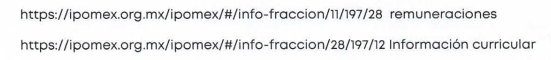 https://ipomex.org.mx/ipomex/#/info-fraccion/11/197/28 remuneraciones
https://ipomex.org.mx/ipomex/#/info-fraccion/28/197/12 Información curricular